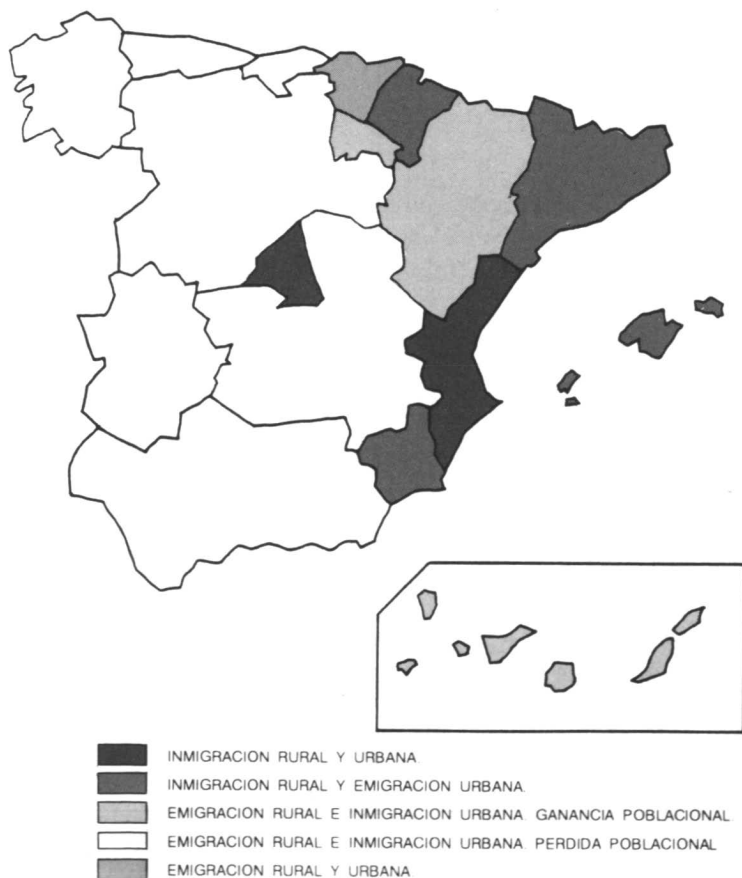 INMIGRACION RURAL Y URBANA.
INMIGRACION RURAL Y EMIGRACION URBANA.
EMIGRACION RURAL E INMIGRACION URBANA. GANANCIA POBLACIONAL.
EMIGRACION RURAL E INMIGRACION URBANA. PERDIDA POBLACIONAL
EMIGRACION RURAL Y URBANA